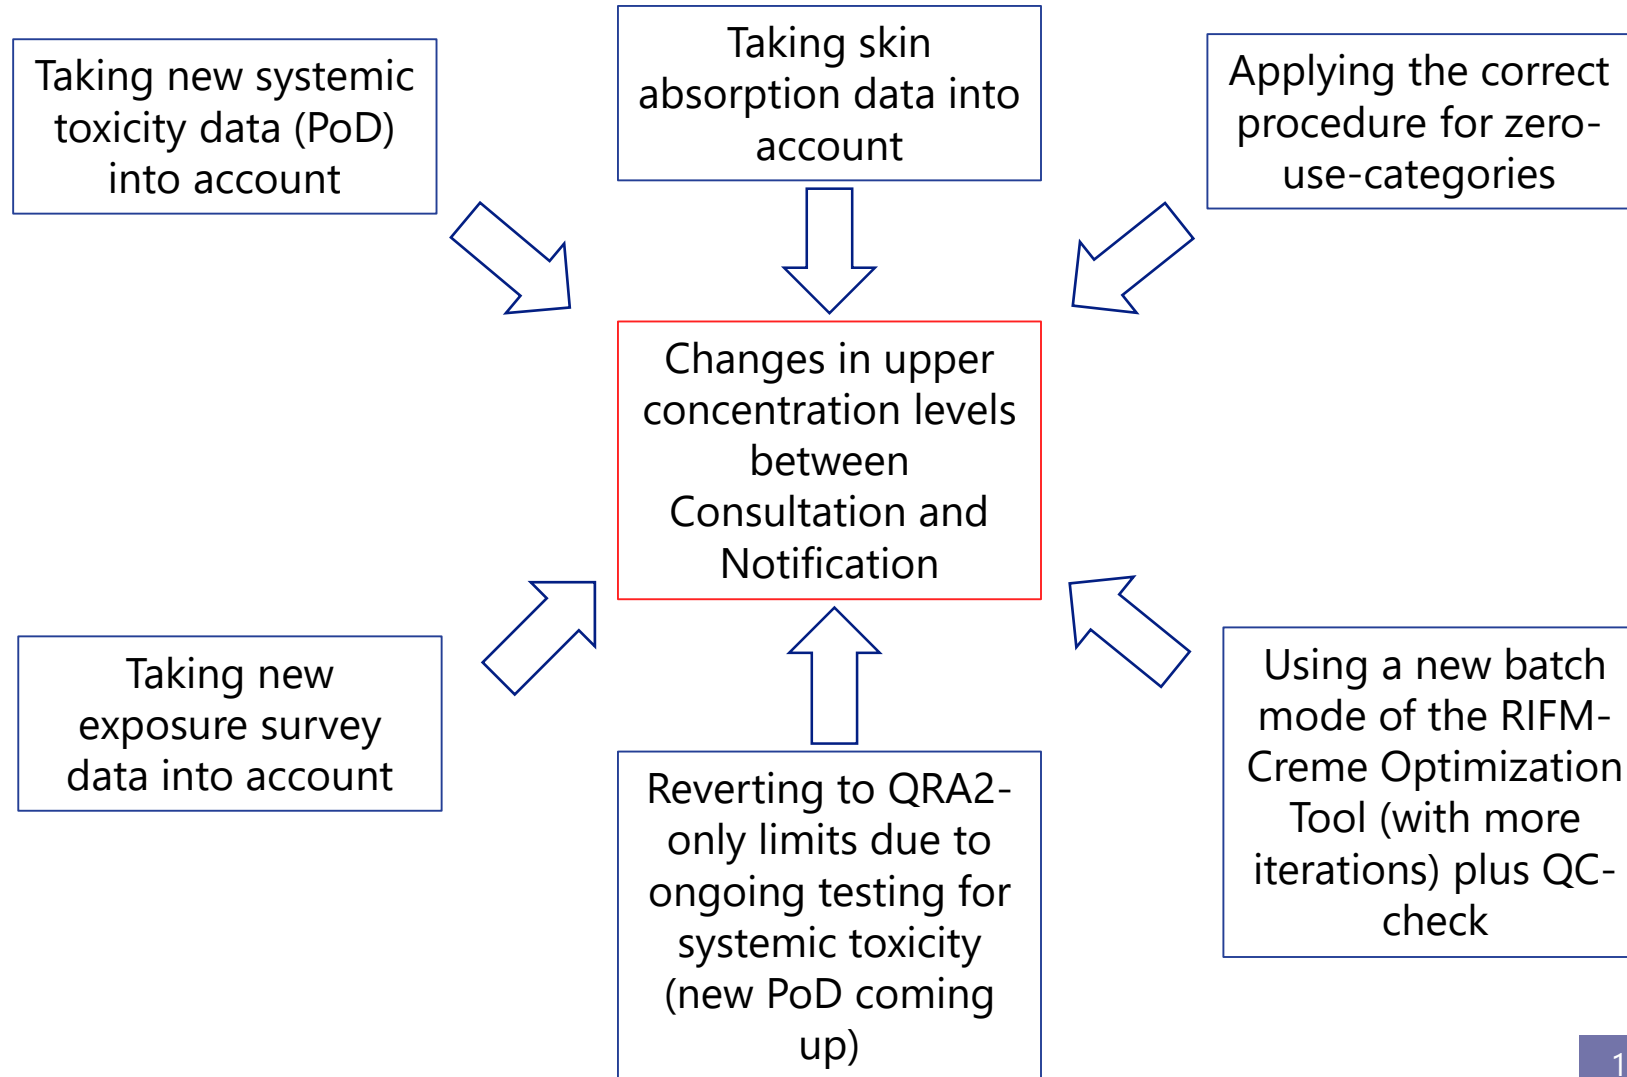 Taking new systemic
toxicity data (PoD)
into account
Taking skin
absorption data into
account
Applying the correct
procedure for zero-
use-categories
Changes in upper
concentration levels
between
Consultation and
Notification
Taking new
exposure survey
data into account
Reverting to QRA2-
only limits due to
ongoing testing for
systemic toxicity
(new PoD coming
up)
Using a new batch
mode of the RIFM-
Creme Optimization
Tool (with more
iterations) plus QC-
check
1